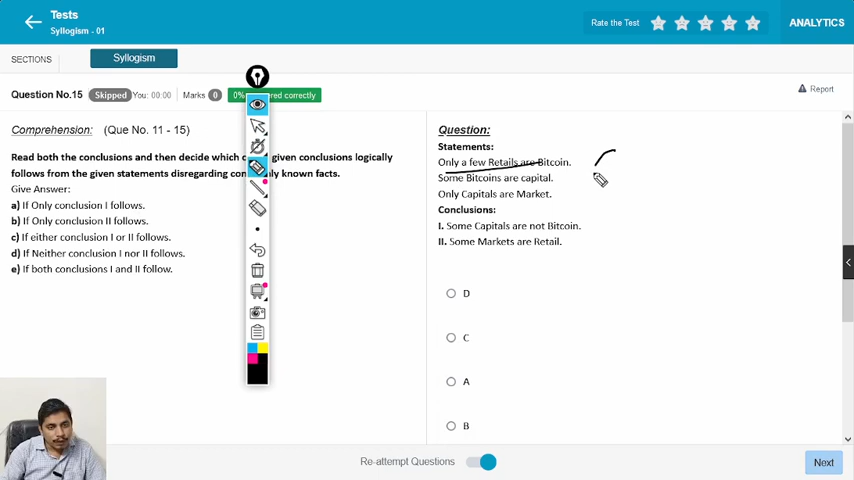 Tests
Syllogism - 01
Rate the Test
ANALYTICS
SECTIONS
Syllogism
Question No.15
Skipped
You: 00:00
Marks
0
0%
ered correctly
Report
Comprehension: (Que No. 11 - 15)
Read both the conclusions and then decide which given conclusions logically
follows from the given statements disregarding known facts.
Give Answer:
a) If Only conclusion I follows.
b) If Only conclusion II follows.
c) If either conclusion I or II follows.
d) If Neither conclusion I nor II follows.
e) If both conclusions I and II follow.
Question:
Statements:
Only a few Retails are Bitcoin.
Some Bitcoins are capital.
Only Capitals are Market.
Conclusions:
I. Some Capitals are not Bitcoin.
II. Some Markets are Retail.
D
C
A
B
Re-attempt Questions
Next